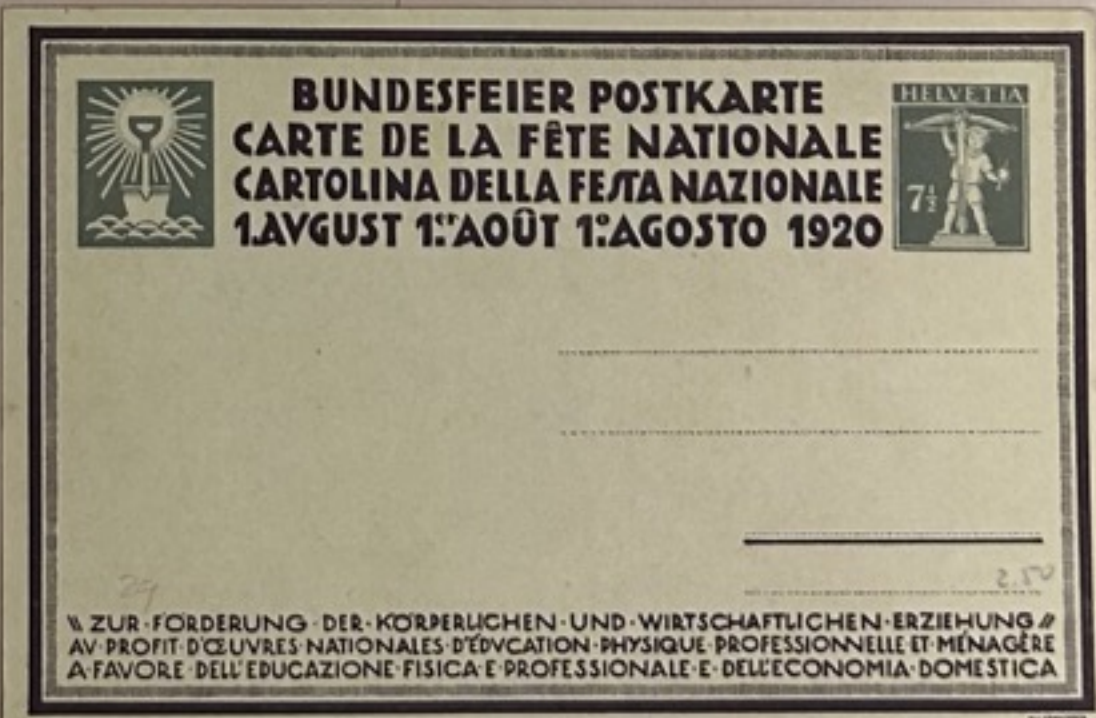 BUNDESFEIER POSTKARTE
CARTE DE LA FÊTE NATIONALE
CARTOLINA DELLA FESTA NAZIONALE
1.AVGUST 1.ER AOÛT 1.o AGOSTO 1920
HELVETIA
7½
24
2.50
\\ ZUR·FÖRDERUNG·DER·KÖRPERLICHEN·UND·WIRTSCHAFTLICHEN·ERZIEHUNG //
AV·PROFIT·D'ŒUVRES·NATIONALES·D'ÉDVCATION·PHYSIQUE·PROFESSIONNELLE·ET·MÉNAGÈRE
A·FAVORE·DELL'EDUCAZIONE·FISICA·E·PROFESSIONALE·E·DELL'ECONOMIA·DOMESTICA